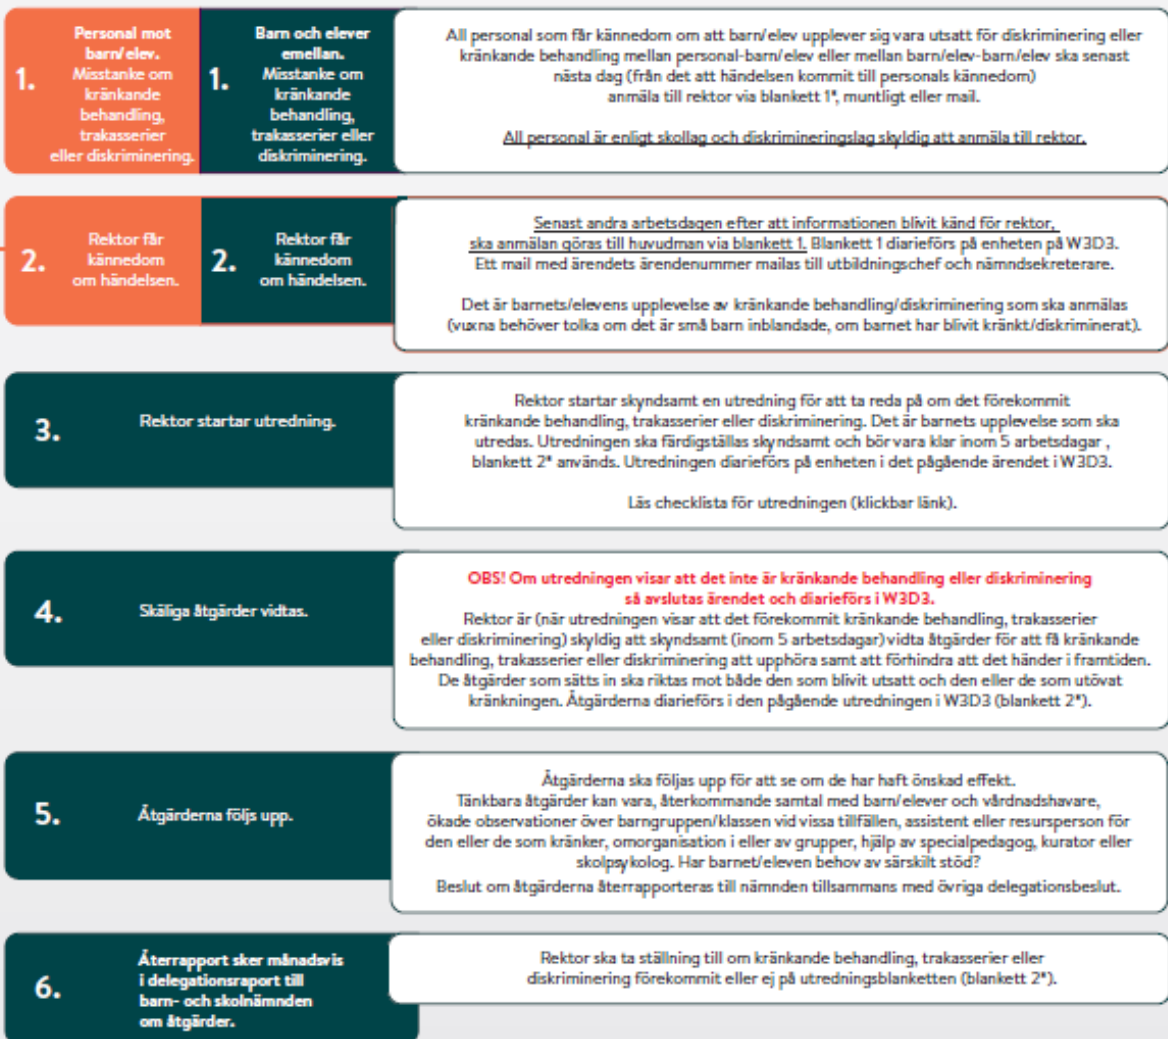 1.
Personal mot
barn/elev.
Misstanke om
kränkande
behandling,
trakasserier
eller diskriminering.
1.
Barn och elever
emellan.
Misstanke om
kränkande
behandling,
trakasserier eller
diskriminering.
All personal som får kännedom om att barn/elev upplever sig vara utsatt för diskriminering eller
kränkande behandling mellan personal-barn/elev eller mellan barn/elev-barn/elev ska senast
nästa dag (från det att händelsen kommit till personals kännedom)
anmäla till rektor via blankett 1*, muntligt eller mail.
All personal är enligt skollag och diskrimineringslag skyldig att anmäla till rektor.
2.
Rektor får
kännedom
om händelsen.
2.
Rektor får
kännedom
om händelsen.
Senast andra arbetsdagen efter att informationen blivit känd för rektor,
ska anmälan göras till huvudman via blankett 1. Blankett 1 diarieförs på enheten på W3D3.
Ett mail med ärendets ärendenummer mailas till utbildningschef och nämndsekreterare.
Det är barnets/elevens upplevelse av kränkande behandling/diskriminering som ska anmälas
(vuxna behöver tolka om det är små barn inblandade, om barnet har blivit kränkt/diskriminerat).
3.
Rektor startar utredning.
Rektor startar skyndsamt en utredning för att ta reda på om det förekommit
kränkande behandling, trakasserier eller diskriminering. Det är barnets upplevelse som ska
utredas. Utredningen ska färdigställas skyndsamt och bör vara klar inom 5 arbetsdagar ,
blankett 2* används. Utredningen diarieförs på enheten i det pågående ärendet i W3D3.
Läs checklista för utredningen (klickbar länk).
4.
Skäliga åtgärder vidtas.
OBS! Om utredningen visar att det inte är kränkande behandling eller diskriminering
så avslutas ärendet och diarieförs i W3D3.
Rektor är (när utredningen visar att det förekommit kränkande behandling, trakasserier
eller diskriminering) skyldig att skyndsamt (inom 5 arbetsdagar) vidta åtgärder för att få kränkande
behandling, trakasserier eller diskriminering att upphöra samt att förhindra att det händer i framtiden.
De åtgärder som sätts in ska riktas mot både den som blivit utsatt och den eller de som utövat
kränkningen. Åtgärderna diarieförs i den pågående utredningen i W3D3 (blankett 2*).
5.
Åtgärderna följs upp.
Åtgärderna ska följas upp för att se om de har haft önskad effekt.
Tänkbara åtgärder kan vara, återkommande samtal med barn/elever och vårdnadshavare,
ökade observationer över barngruppen/klassen vid vissa tillfällen, assistent eller resursperson för
den eller de som kränker, omorganisation i eller av grupper, hjälp av specialpedagog, kurator eller
skolpsykolog. Har barnet/eleven behov av särskilt stöd?
Beslut om åtgärderna återrapporteras till nämnden tillsammans med övriga delegationsbeslut.
6.
Återrapport sker månadsvis
i delegationsraport till
barn- och skolnämnden
om åtgärder.
Rektor ska ta ställning till om kränkande behandling, trakasserier eller
diskriminering förekommit eller ej på utredningsblanketten (blankett 2*).